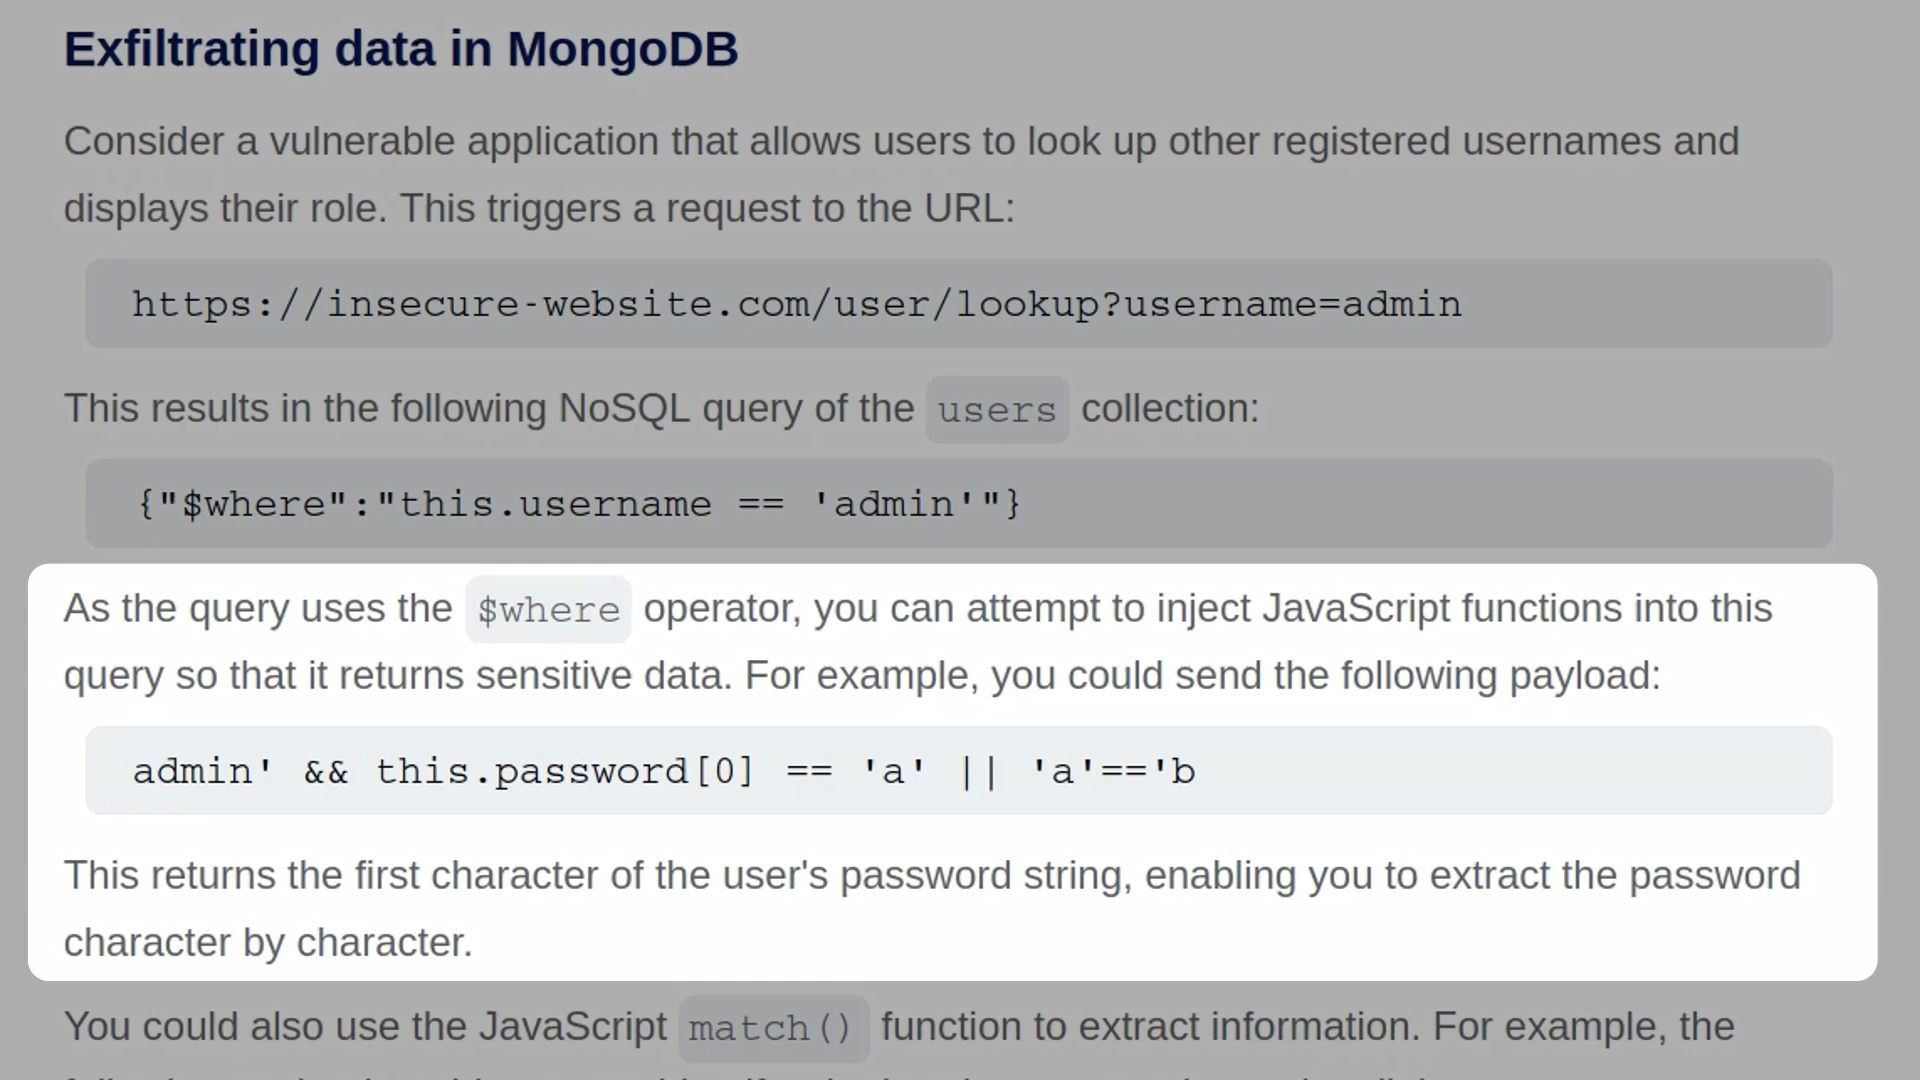 Exfiltrating data in MongoDB
Consider a vulnerable application that allows users to look up other registered usernames and
displays their role. This triggers a request to the URL:
https://insecure-website.com/user/lookup?username=admin
This results in the following NoSQL query of the users collection:
{"$where":"this.username == 'admin'"}
As the query uses the $where operator, you can attempt to inject JavaScript functions into this
query so that it returns sensitive data. For example, you could send the following payload:
admin' && this.password[0] == 'a' || 'a'=='b
This returns the first character of the user's password string, enabling you to extract the password
character by character.
You could also use the JavaScript match() function to extract information. For example, the